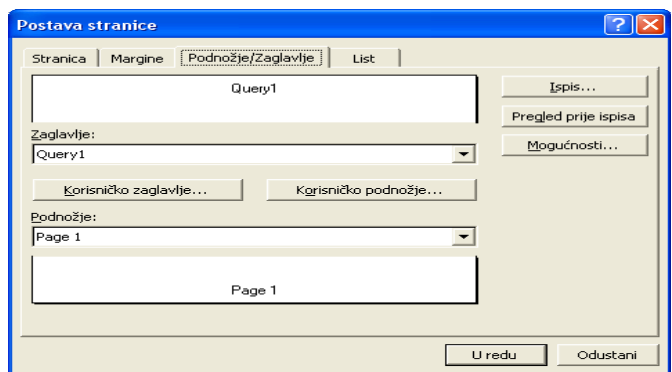 Postava stranice
Stranica
Margine
Podnožje/Zaglavlje
List
Query1
Ispis...
Pregled prije ispisa
Mogućnosti...
Zaglavlje:
Query1
Korisničko zaglavlje...
Korisničko podnožje...
Podnožje:
Page 1
Page 1
U redu
Odustani